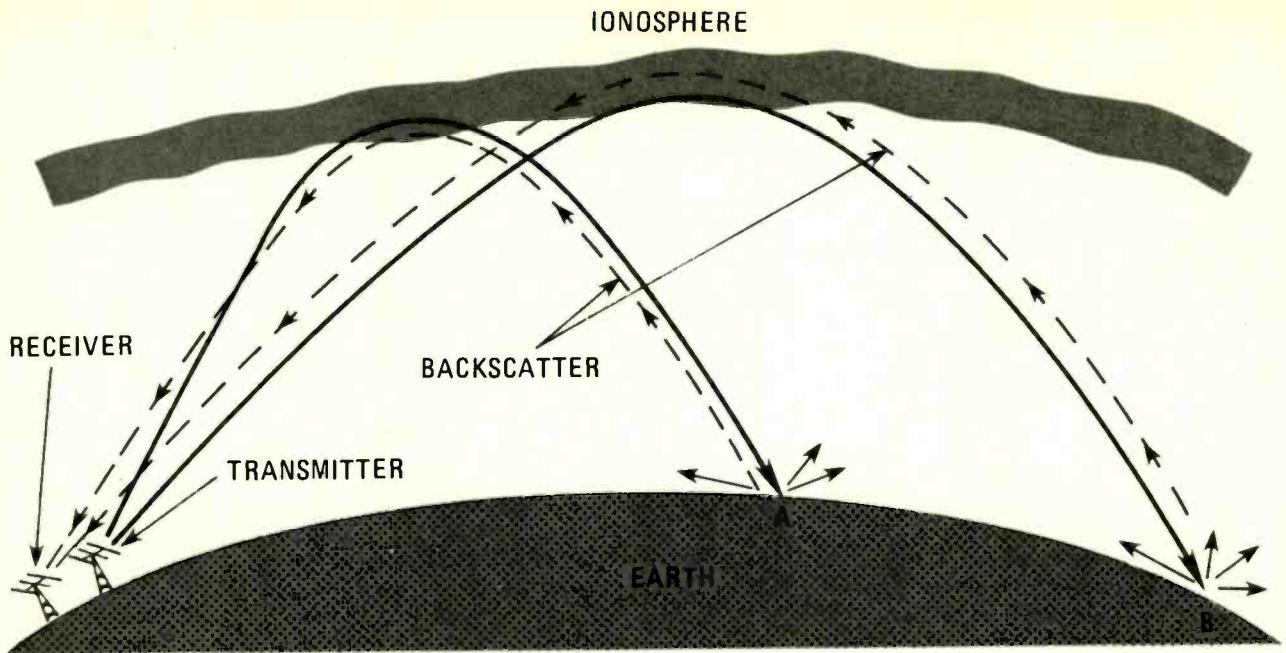 IONOSPHERE
RECEIVER
BACKSCATTER
TRANSMITTER
A
EARTH
B